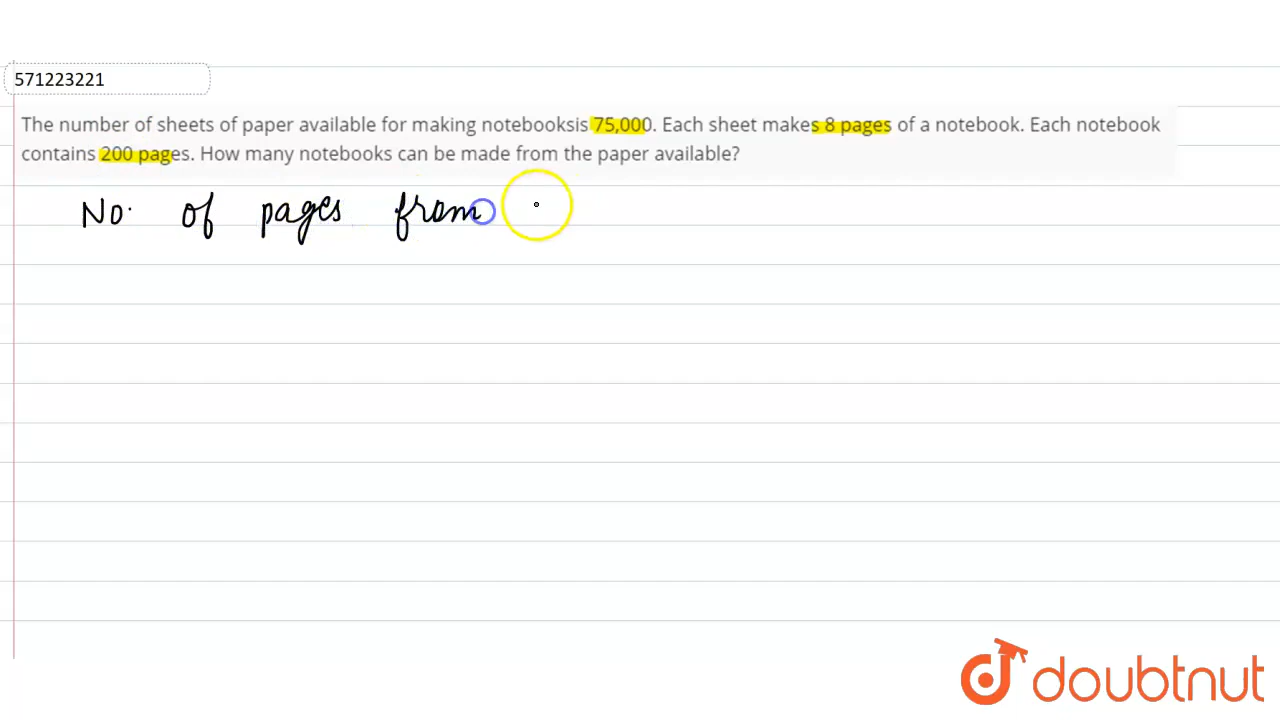 571223221
The number of sheets of paper available for making notebooksis 75,000. Each sheet makes 8 pages of a notebook. Each notebook
contains 200 pages. How many notebooks can be made from the paper available?
No. of pages from
doubtnut